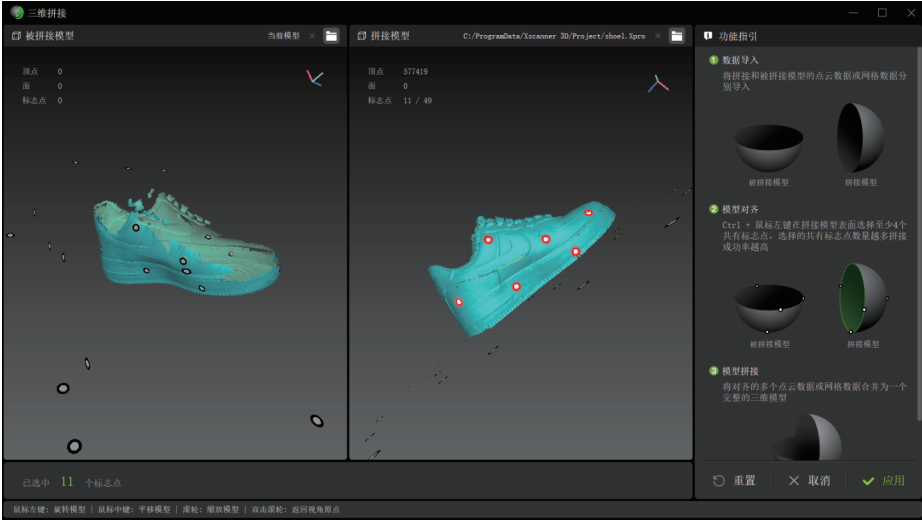 三维拼接
被拼接模型
当前模型 ×
拼接模型
C:/ProgramData/Xscanner 3D/Project/shoe1.Xpro ×
功能指引
顶点 0
面 0
标志点 0
顶点 577419
面 0
标志点 11 / 49
1 数据导入
将拼接和被拼接模型的点云数据或网格数据分
别导入
被拼接模型
拼接模型
2 模型对齐
Ctrl + 鼠标左键在拼接模型表面选择至少4个
共有标志点，选择的共有标志点数量越多拼接
成功率越高
被拼接模型
拼接模型
3 模型拼接
将对齐的多个点云数据或网格数据合并为一个
完整的三维模型
已选中 11 个标志点
重置
取消
应用
鼠标左键: 旋转模型 | 鼠标中键: 平移模型 | 滚轮: 缩放模型 | 双击滚轮: 返回视角原点